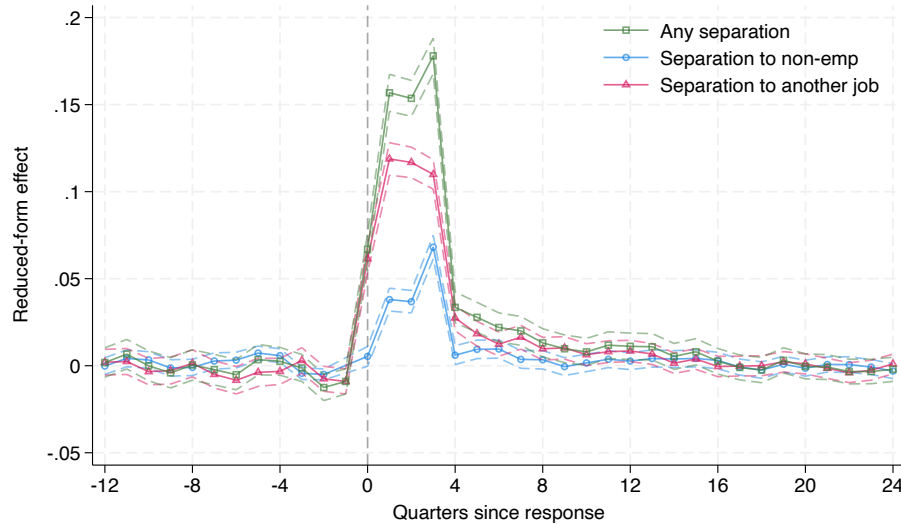 .2
.15
.1
.05
0
-.05
Reduced-form effect
Any separation
Separation to non-emp
Separation to another job
-12 -8 -4 0 4 8 12 16 20 24
Quarters since response